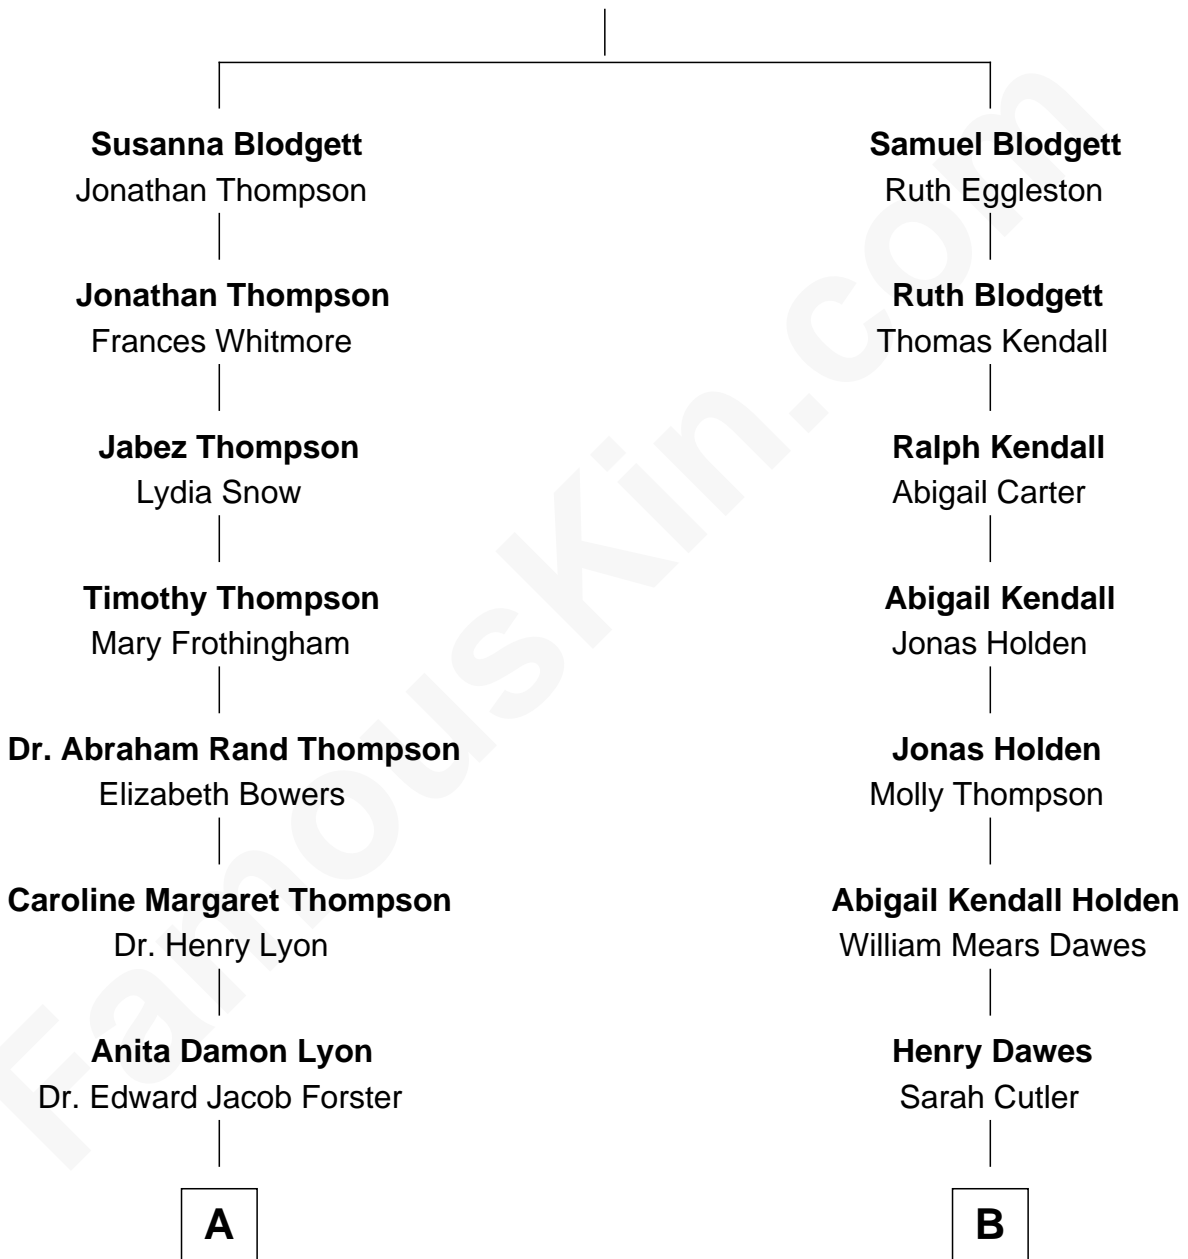 Susanna Blodgett
Jonathan Thompson
Jonathan Thompson
Frances Whitmore
Jabez Thompson
Lydia Snow
Timothy Thompson
Mary Frothingham
Dr. Abraham Rand Thompson
Elizabeth Bowers
Caroline Margaret Thompson
Dr. Henry Lyon
Anita Damon Lyon
Dr. Edward Jacob Forster
A
Samuel Blodgett
Ruth Eggleston
Ruth Blodgett
Thomas Kendall
Ralph Kendall
Abigail Carter
Abigail Kendall
Jonas Holden
Jonas Holden
Molly Thompson
Abigail Kendall Holden
William Mears Dawes
Henry Dawes
Sarah Cutler
B
FamousKin.com